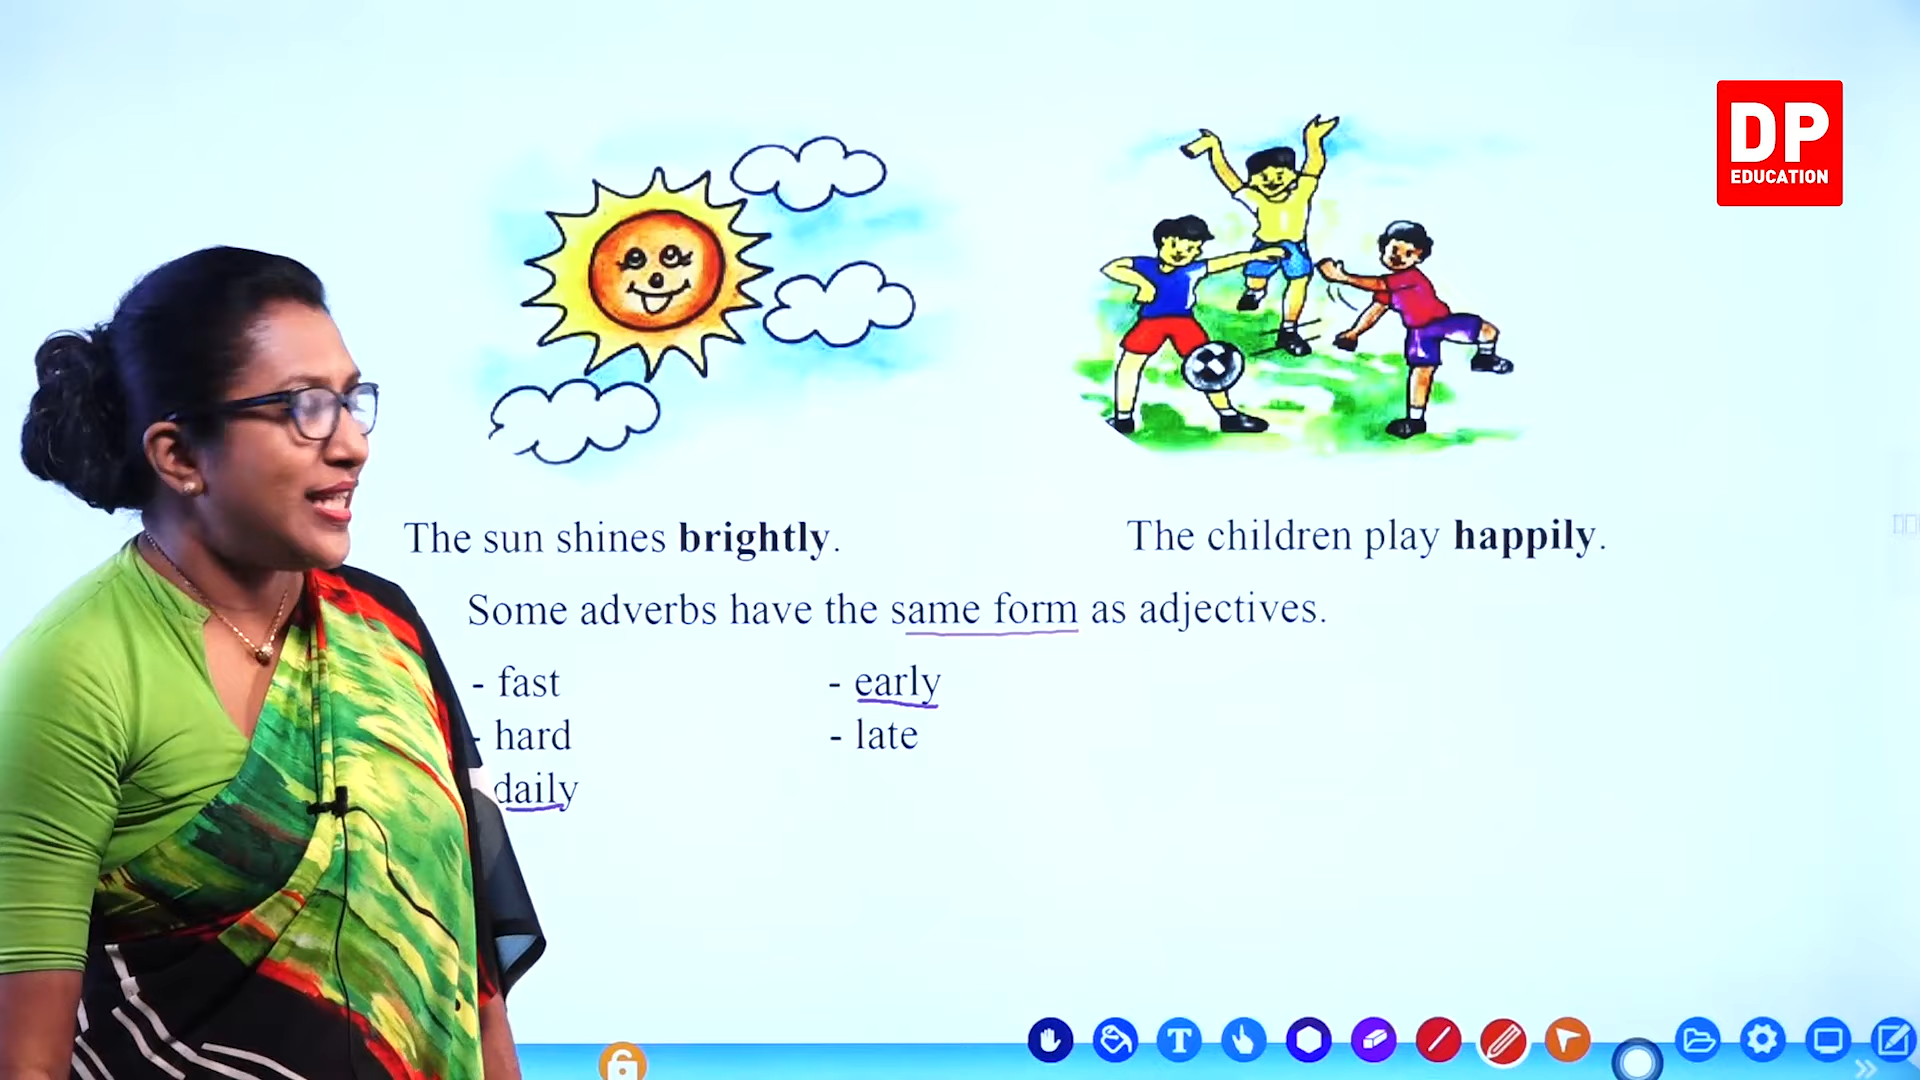 DP
EDUCATION
The sun shines brightly.
The children play happily.
Some adverbs have the same form as adjectives.
- fast
- early
- hard
- late
daily
T